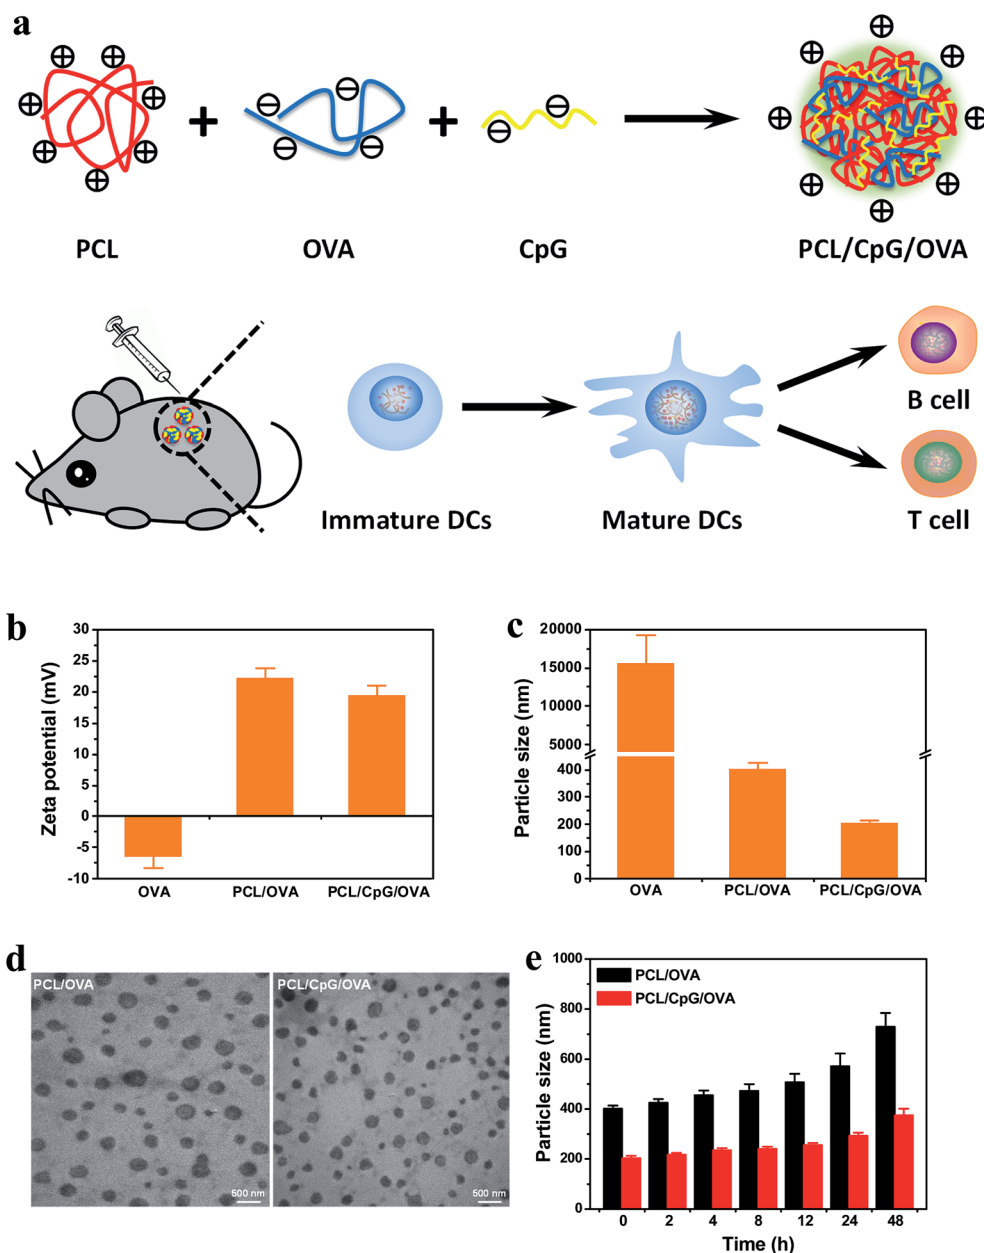 a
PCL
OVA
CpG
PCL/CpG/OVA
Immature DCs
Mature DCs
B cell
T cell
b
Zeta potential (mV)
30
25
20
15
10
5
0
-5
-10
OVA
PCL/OVA
PCL/CpG/OVA
c
Particle size (nm)
20000
15000
10000
5000
400
300
200
100
0
OVA
PCL/OVA
PCL/CpG/OVA
d
PCL/OVA
500 nm
PCL/CpG/OVA
500 nm
e
PCL/OVA
PCL/CpG/OVA
Particle size (nm)
1000
800
600
400
200
0
0 2 4 8 12 24 48
Time (h)